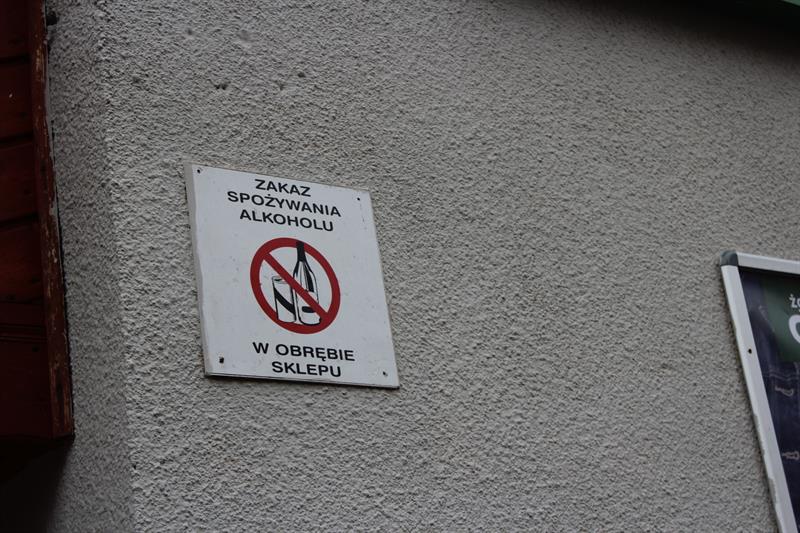 ZAKAZ
SPOŻYWANIA
ALKOHOLU
W OBRĘBIE
SKLEPU